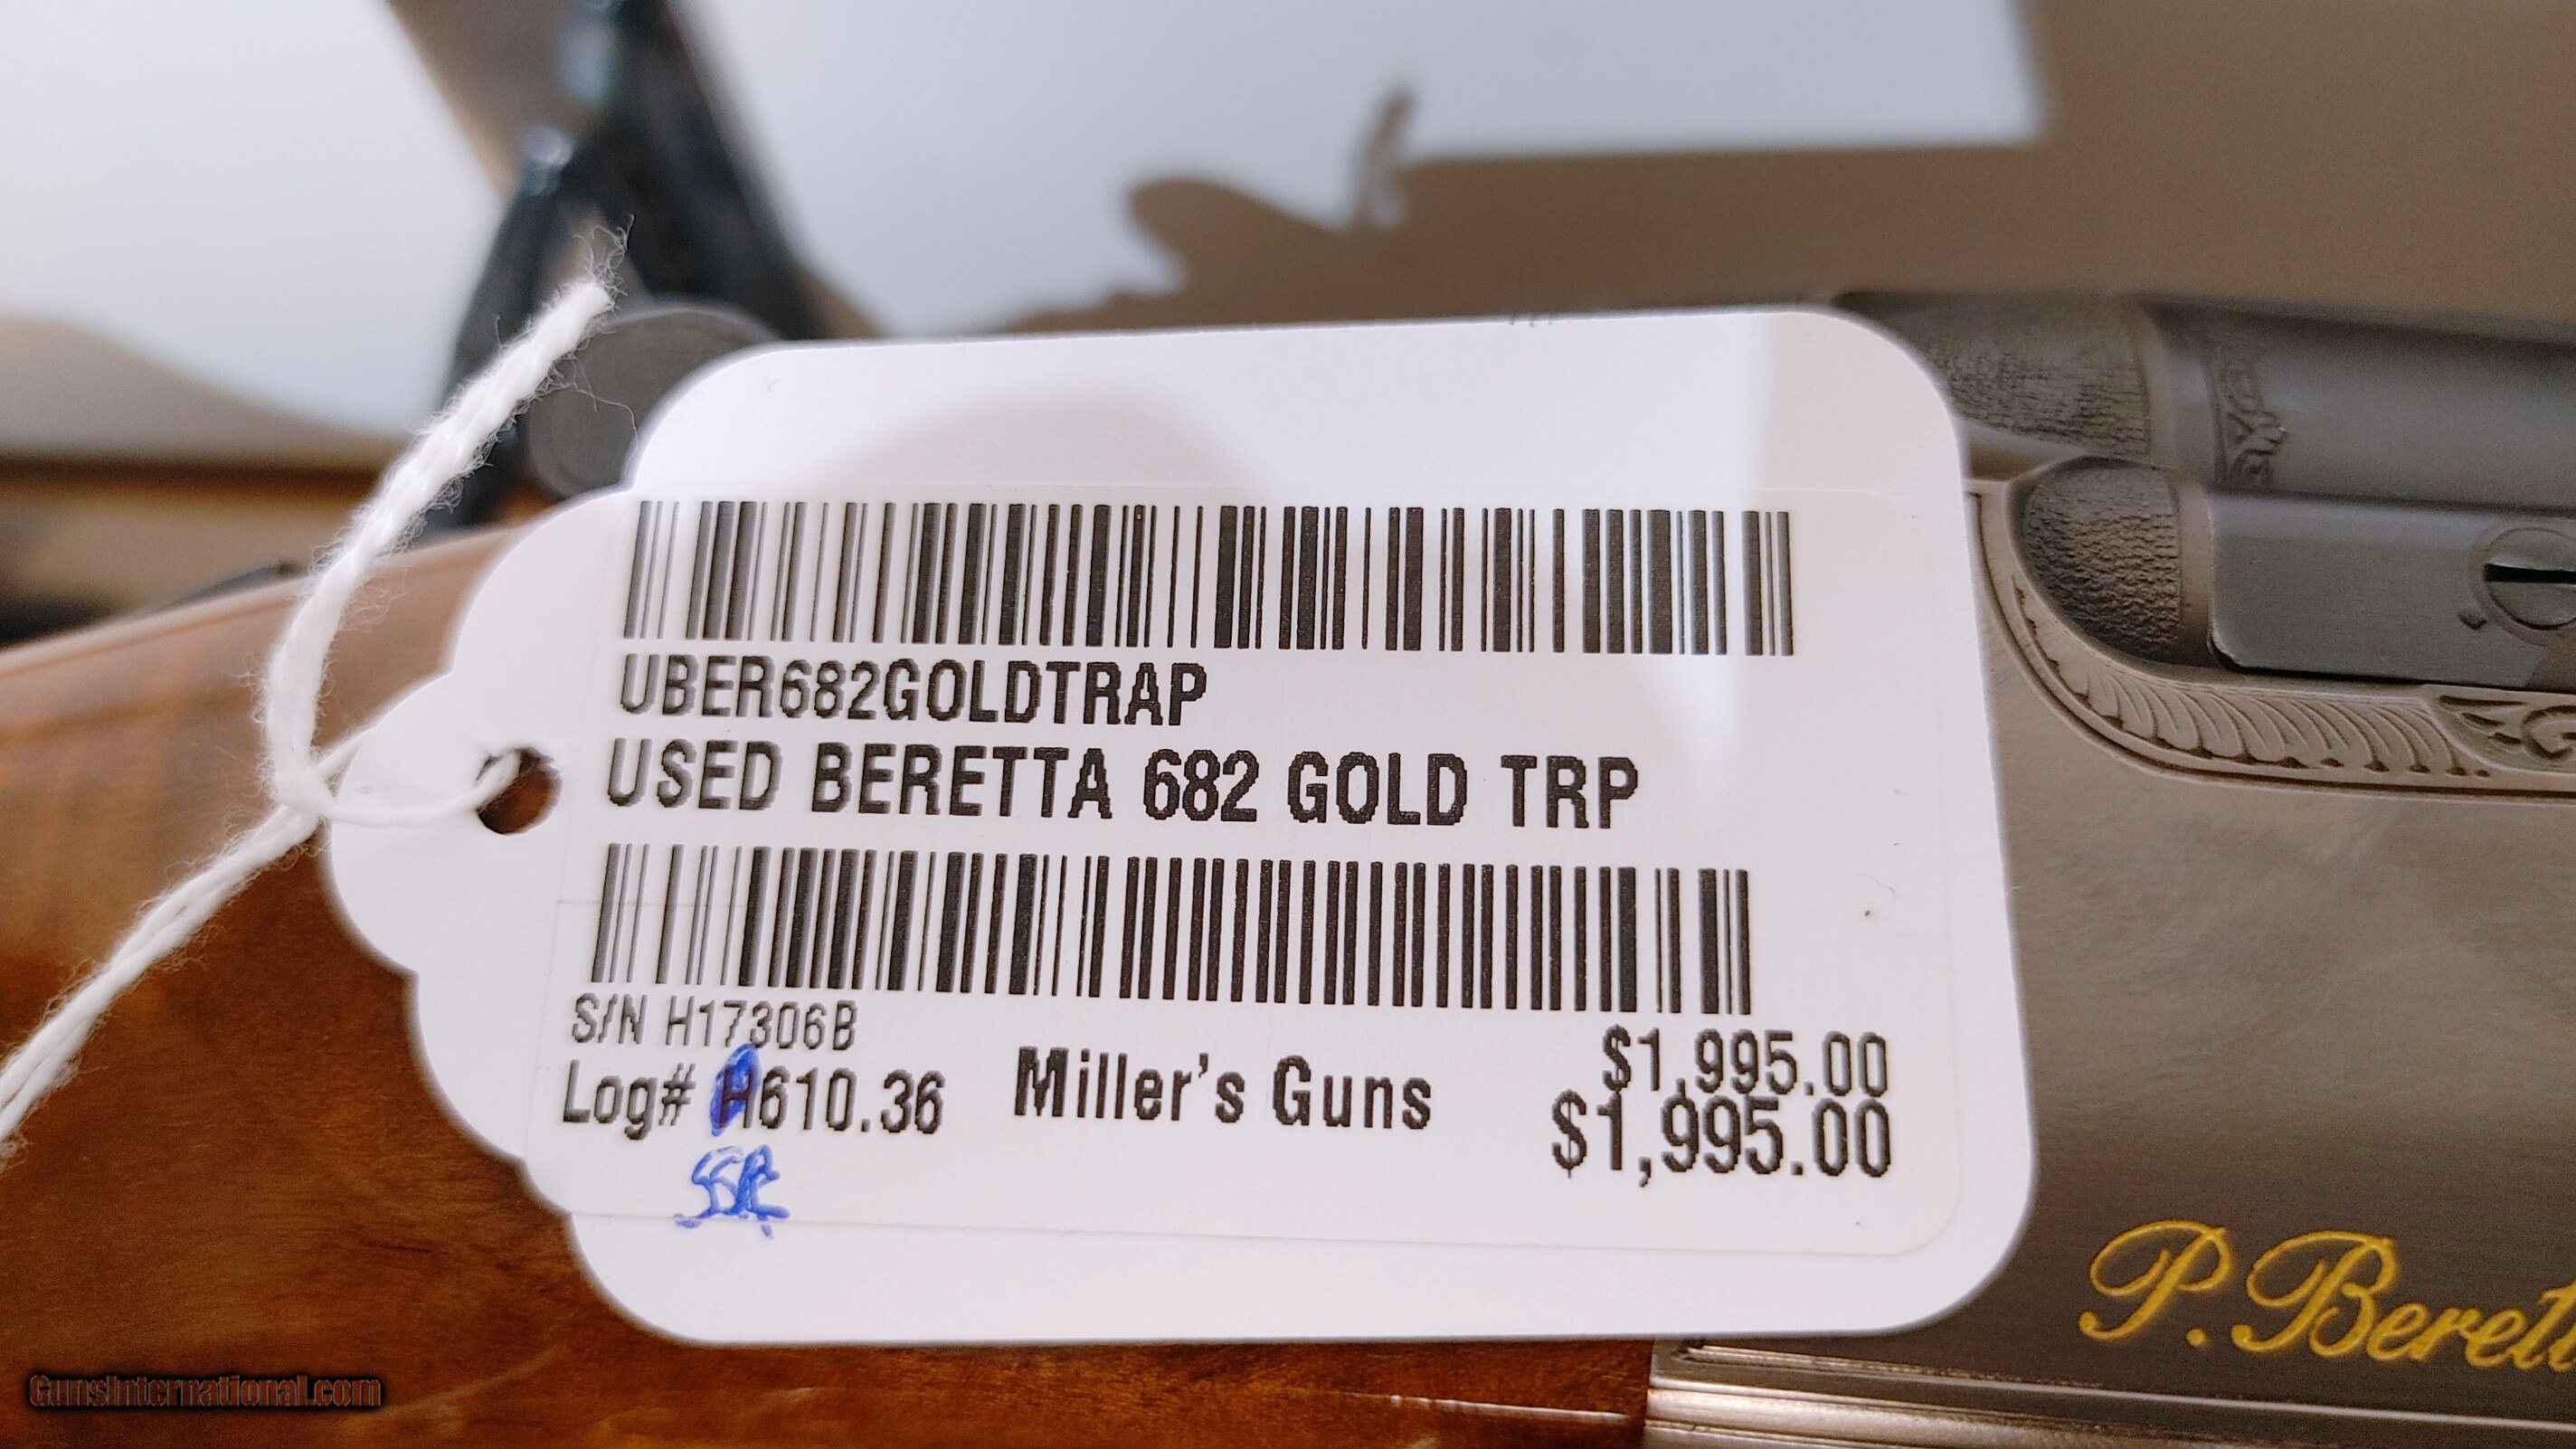 UBER682GOLDTRAP
USED BERETTA 682 GOLD TRP
S/N H17306B
$1,995.00
Log# H610.36
Miller's Guns
$1,995.00
P. Berett
GunsInternational.com